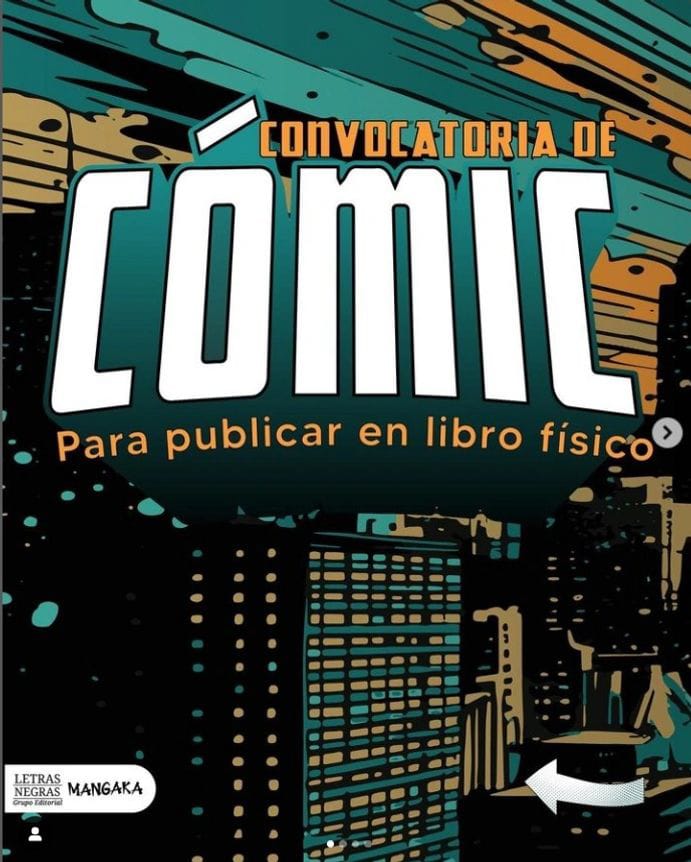 CONVOCATORIA DE
CÓMIC
Para publicar en libro físico
LETRAS
NEGRAS
Grupo Editorial
MANGAKA